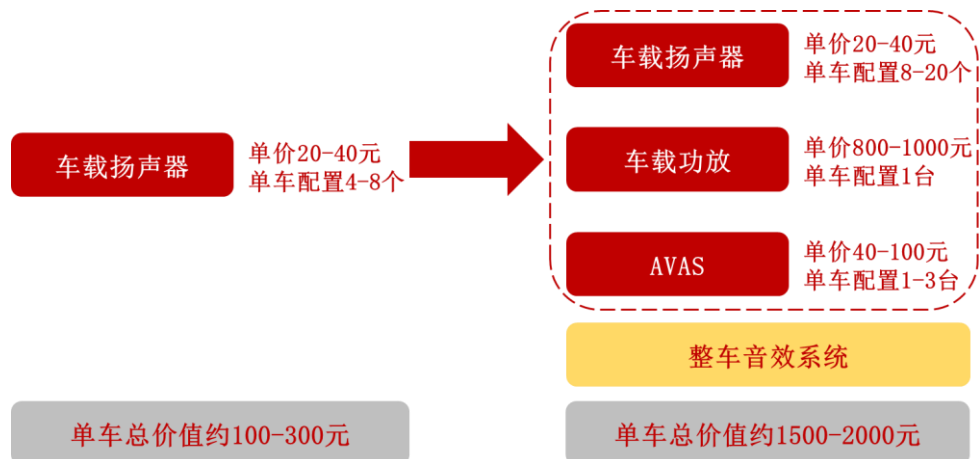 车载扬声器
单价20-40元
单车配置4-8个
单车总价值约100-300元
车载扬声器
单价20-40元
单车配置8-20个
车载功放
单价800-1000元
单车配置1台
AVAS
单价40-100元
单车配置1-3台
整车音效系统
单车总价值约1500-2000元